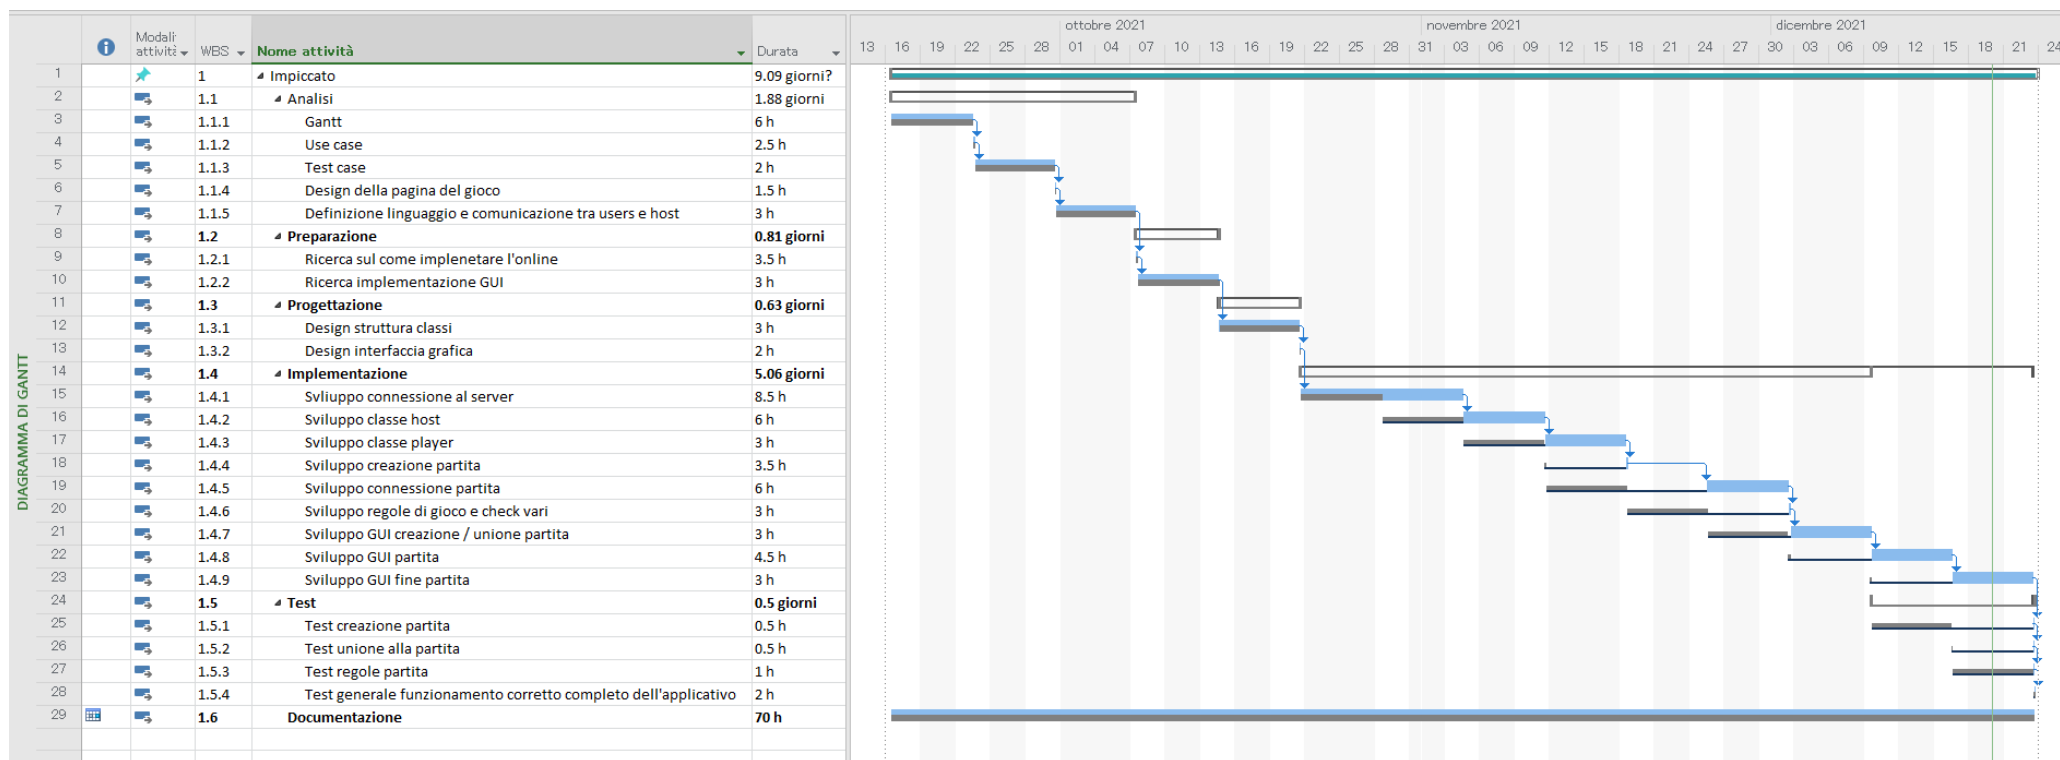 ottobre 2021 novembre 2021 dicembre 2021
Modalit attività WBS Nome attività Durata 13 16 19 22 25 28 01 04 07 10 13 16 19 22 25 28 31 03 06 09 12 15 18 21 24 27 30 03 06 09 12 15 18 21 24
1 1 Impiccato 9.09 giorni?
2 1.1 Analisi 1.88 giorni
3 1.1.1 Gantt 6 h
4 1.1.2 Use case 2.5 h
5 1.1.3 Test case 2 h
6 1.1.4 Design della pagina del gioco 1.5 h
7 1.1.5 Definizione linguaggio e comunicazione tra users e host 3 h
8 1.2 Preparazione 0.81 giorni
9 1.2.1 Ricerca sul come implenetare l'online 3.5 h
10 1.2.2 Ricerca implementazione GUI 3 h
11 1.3 Progettazione 0.63 giorni
12 1.3.1 Design struttura classi 3 h
13 1.3.2 Design interfaccia grafica 2 h
14 1.4 Implementazione 5.06 giorni
15 1.4.1 Svliuppo connessione al server 8.5 h
16 1.4.2 Sviluppo classe host 6 h
17 1.4.3 Sviluppo classe player 3 h
18 1.4.4 Sviluppo creazione partita 3.5 h
19 1.4.5 Sviluppo connessione partita 6 h
20 1.4.6 Sviluppo regole di gioco e check vari 3 h
21 1.4.7 Sviluppo GUI creazione / unione partita 3 h
22 1.4.8 Sviluppo GUI partita 4.5 h
23 1.4.9 Sviluppo GUI fine partita 3 h
24 1.5 Test 0.5 giorni
25 1.5.1 Test creazione partita 0.5 h
26 1.5.2 Test unione alla partita 0.5 h
27 1.5.3 Test regole partita 1 h
28 1.5.4 Test generale funzionamento corretto completo dell'applicativo 2 h
29 1.6 Documentazione 70 h
DIAGRAMMA DI GANTT